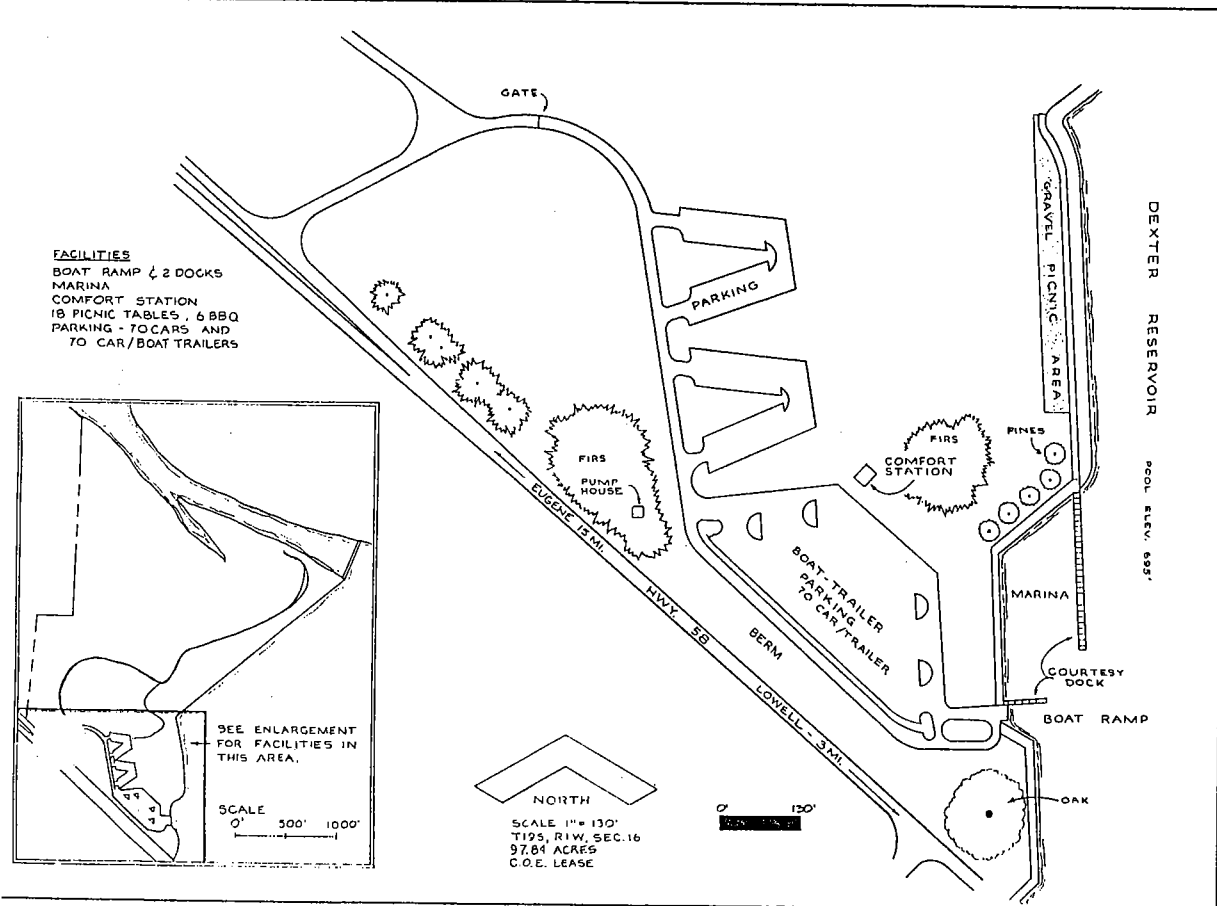 GATE
FACILITIES
BOAT RAMP & 2 DOCKS
MARINA
COMFORT STATION
18 PICNIC TABLES, 6 BBQ
PARKING - 70 CARS AND
70 CAR/BOAT TRAILERS
PARKING
GRAVEL PICNIC AREA
DEXTER RESERVOIR
POOL ELEV. 695'
FIRS
PUMP
HOUSE
FIRS
COMFORT
STATION
PINES
EUGENE 15 MI.
HWY. 58
LOWELL - 3 MI.
BERM
BOAT-TRAILER
PARKING
70 CAR/TRAILER
MARINA
COURTESY
DOCK
BOAT RAMP
OAK
SEE ENLARGEMENT
FOR FACILITIES IN
THIS AREA.
SCALE
0' 500' 1000'
NORTH
SCALE 1" = 130'
T19S, R1W, SEC. 16
97.84 ACRES
C.O.E. LEASE
0' 130'